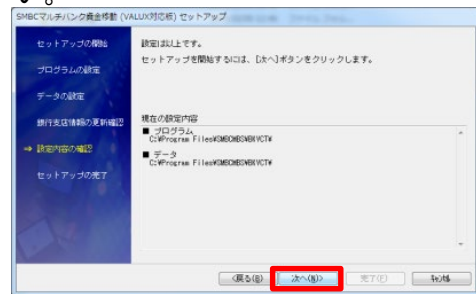 SMBCマルチバンク資金移動 (VALUX対応版) セットアップ
セットアップの開始
プログラムの設定
データの設定
銀行支店情報の更新確認
⇒ 設定内容の確認
セットアップの完了
設定は以上です。
セットアップを開始するには、[次へ]ボタンをクリックします。
現在の設定内容
■ プログラム
C:¥Program Files¥SMBCMBS¥BKVCT¥
■ データ
C:¥Program Files¥SMBCMBS¥BKVCT¥
<戻る(B) 次へ(N)> 完了(F) キャンセル